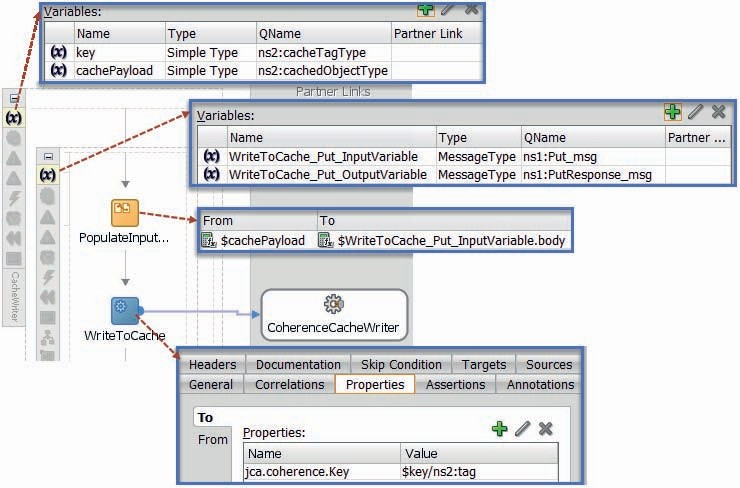 Variables:
Name Type QName Partner Link
(x) key Simple Type ns2:cacheTagType
(x) cachePayload Simple Type ns2:cachedObjectType
Partner Links
(x)
Variables:
Name Type QName Partner ...
(x) WriteToCache_Put_InputVariable MessageType ns1:Put_msg
(x) WriteToCache_Put_OutputVariable MessageType ns1:PutResponse_msg
(x)
From To
$cachePayload $WriteToCache_Put_InputVariable.body
PopulateInput...
CacheWriter
WriteToCache
CoherenceCacheWriter
Headers Documentation Skip Condition Targets Sources
General Correlations Properties Assertions Annotations
To
From
Properties:
Name Value
jca.coherence.Key $key/ns2:tag